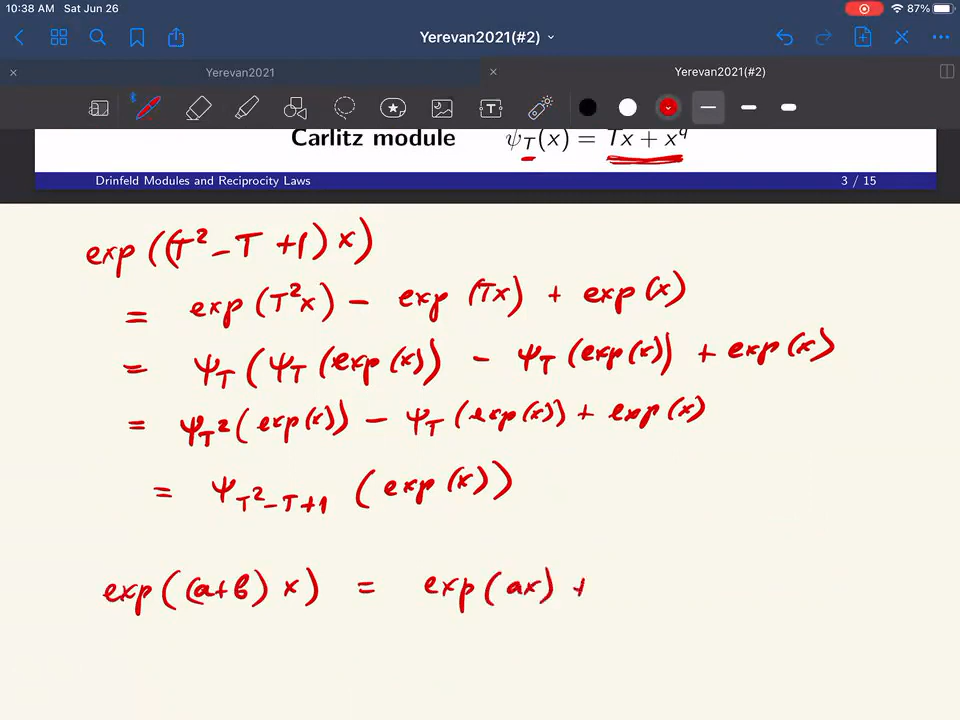 10:38 AM Sat Jun 26 87%
Yerevan2021(#2)
Yerevan2021 Yerevan2021(#2)
Carlitz module ψ_T(x) = Tx + x^q
Drinfeld Modules and Reciprocity Laws 3 / 15
exp((T² - T + 1) x)
= exp(T²x) - exp(Tx) + exp(x)
= ψ_T(ψ_T(exp(x)) - ψ_T(exp(x)) + exp(x)
= ψ_T²(exp(x)) - ψ_T(exp(x)) + exp(x)
= ψ_T²-T+1 (exp(x))
exp((a+b) x) = exp(ax) +